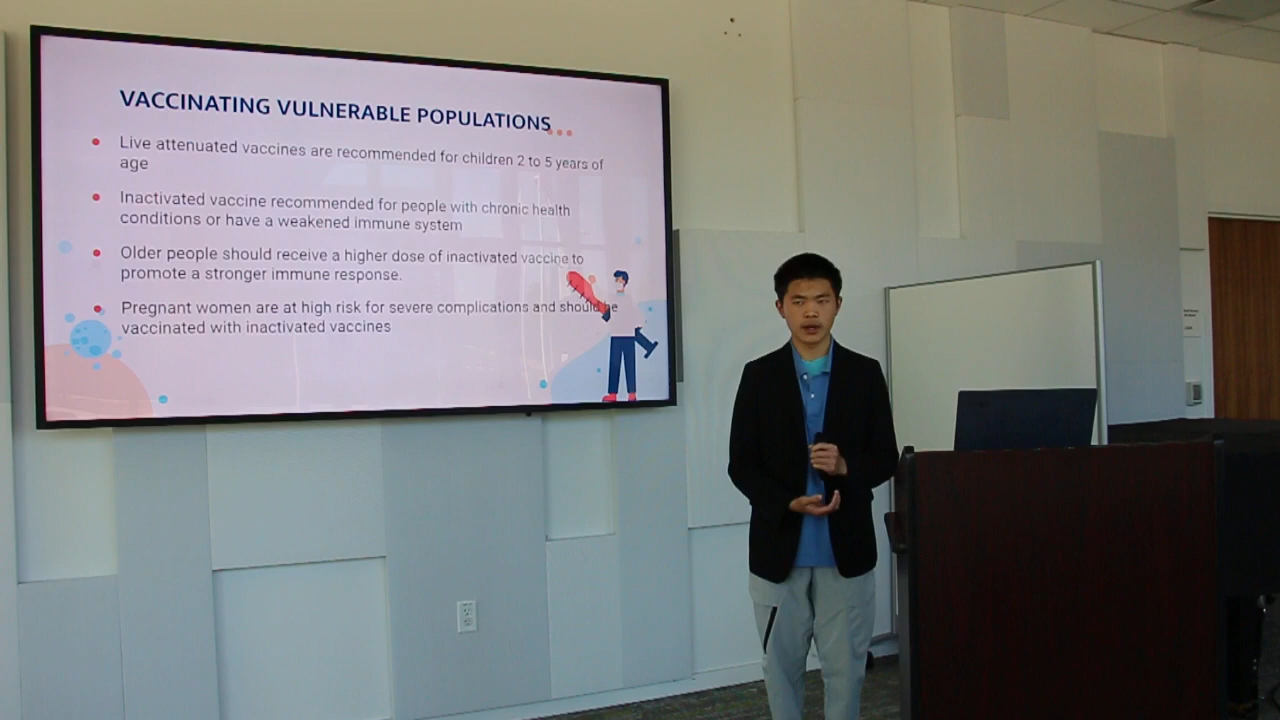 VACCINATING VULNERABLE POPULATIONS
Live attenuated vaccines are recommended for children 2 to 5 years of
age
Inactivated vaccine recommended for people with chronic health
conditions or have a weakened immune system
Older people should receive a higher dose of inactivated vaccine to
promote a stronger immune response.
Pregnant women are at high risk for severe complications and should be
vaccinated with inactivated vaccines